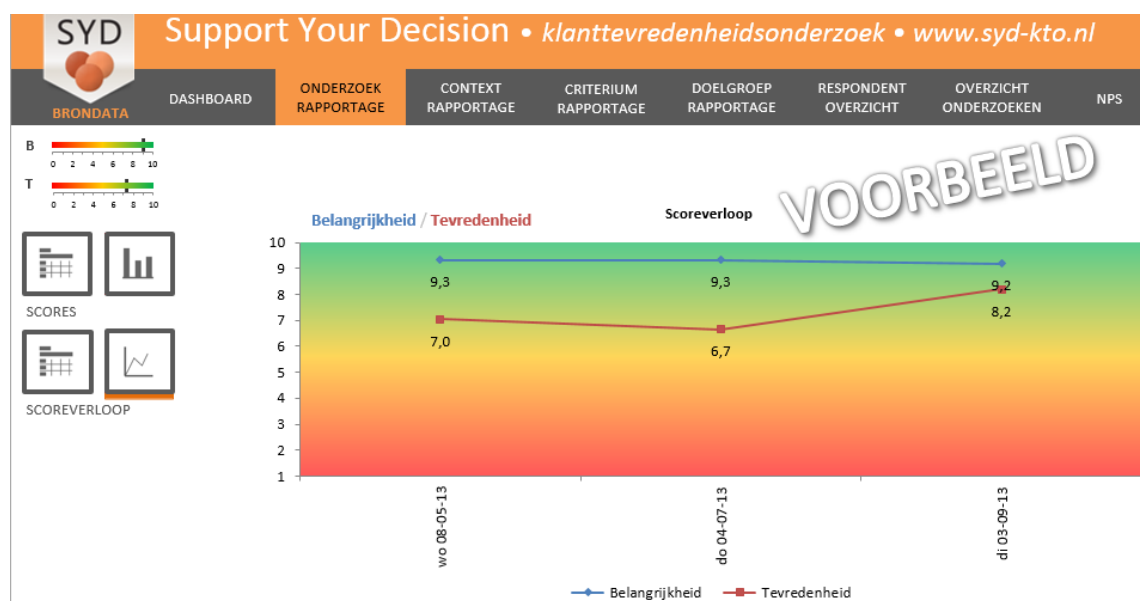 SYD
Support Your Decision • klanttevredenheidsonderzoek • www.syd-kto.nl
BRONDATA
DASHBOARD
ONDERZOEK
RAPPORTAGE
CONTEXT
RAPPORTAGE
CRITERIUM
RAPPORTAGE
DOELGROEP
RAPPORTAGE
RESPONDENT
OVERZICHT
OVERZICHT
ONDERZOEKEN
NPS
B
0 2 4 6 8 10
T
0 2 4 6 8 10
SCORES
SCOREVERLOOP
VOORBEELD
Belangrijkheid / Tevredenheid
Scoreverloop
10
9
8
7
6
5
4
3
2
1
9,3
9,3
9,2
7,0
6,7
8,2
wo 08-05-13
do 04-07-13
di 03-09-13
Belangrijkheid
Tevredenheid